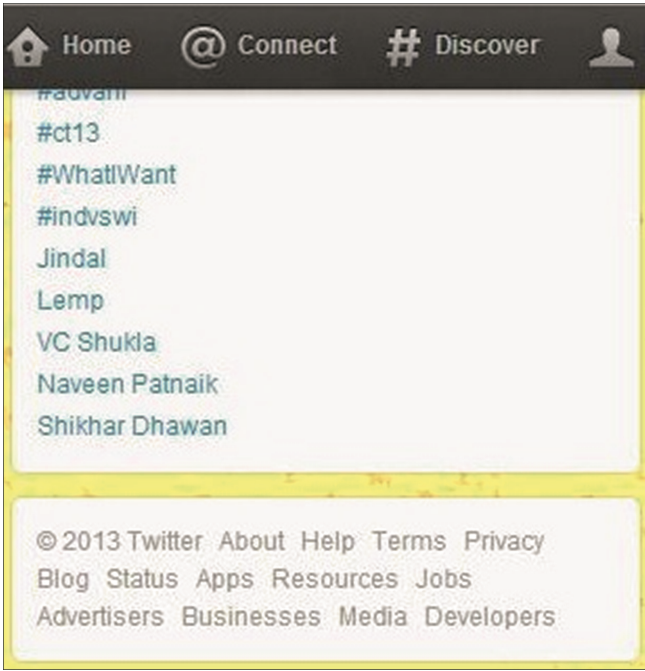 Home @ Connect # Discover
#advani
#ct13
#WhatIWant
#indvswi
Jindal
Lemp
VC Shukla
Naveen Patnaik
Shikhar Dhawan
© 2013 Twitter About Help Terms Privacy
Blog Status Apps Resources Jobs
Advertisers Businesses Media Developers